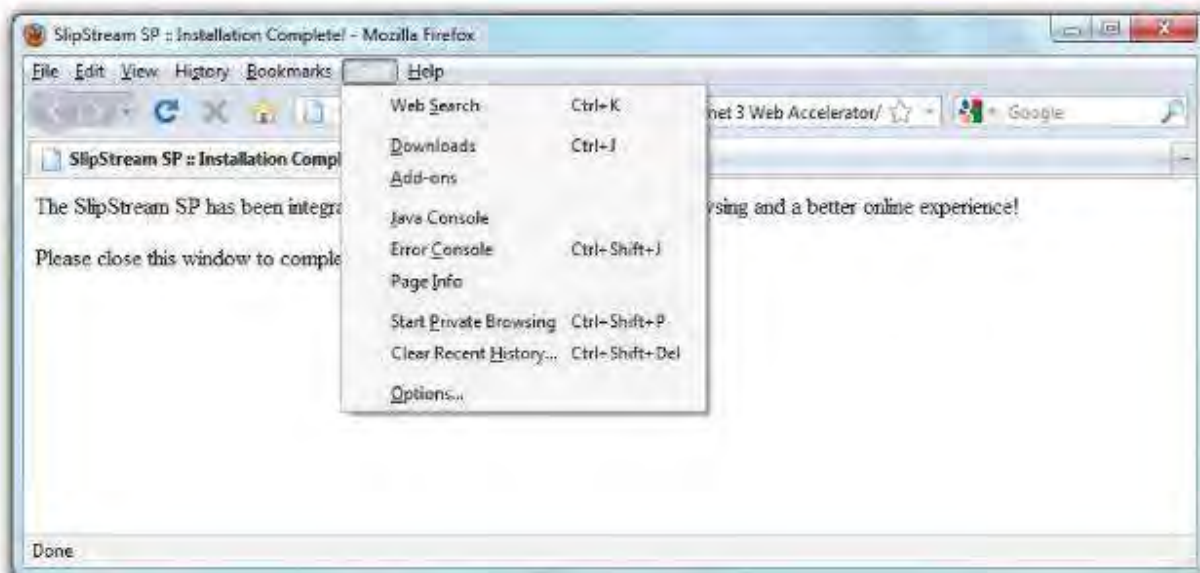 SlipStream SP :: Installation Complete! - Mozilla Firefox
File Edit View History Bookmarks Help
net 3 Web Accelerator/ Google
SlipStream SP :: Installation Compl
The SlipStream SP has been integra
rsing and a better online experience!
Please close this window to comple
Web Search Ctrl+K
Downloads Ctrl+J
Add-ons
Java Console
Error Console Ctrl+Shift+J
Page Info
Start Private Browsing Ctrl+Shift+P
Clear Recent History... Ctrl+Shift+Del
Options...
Done